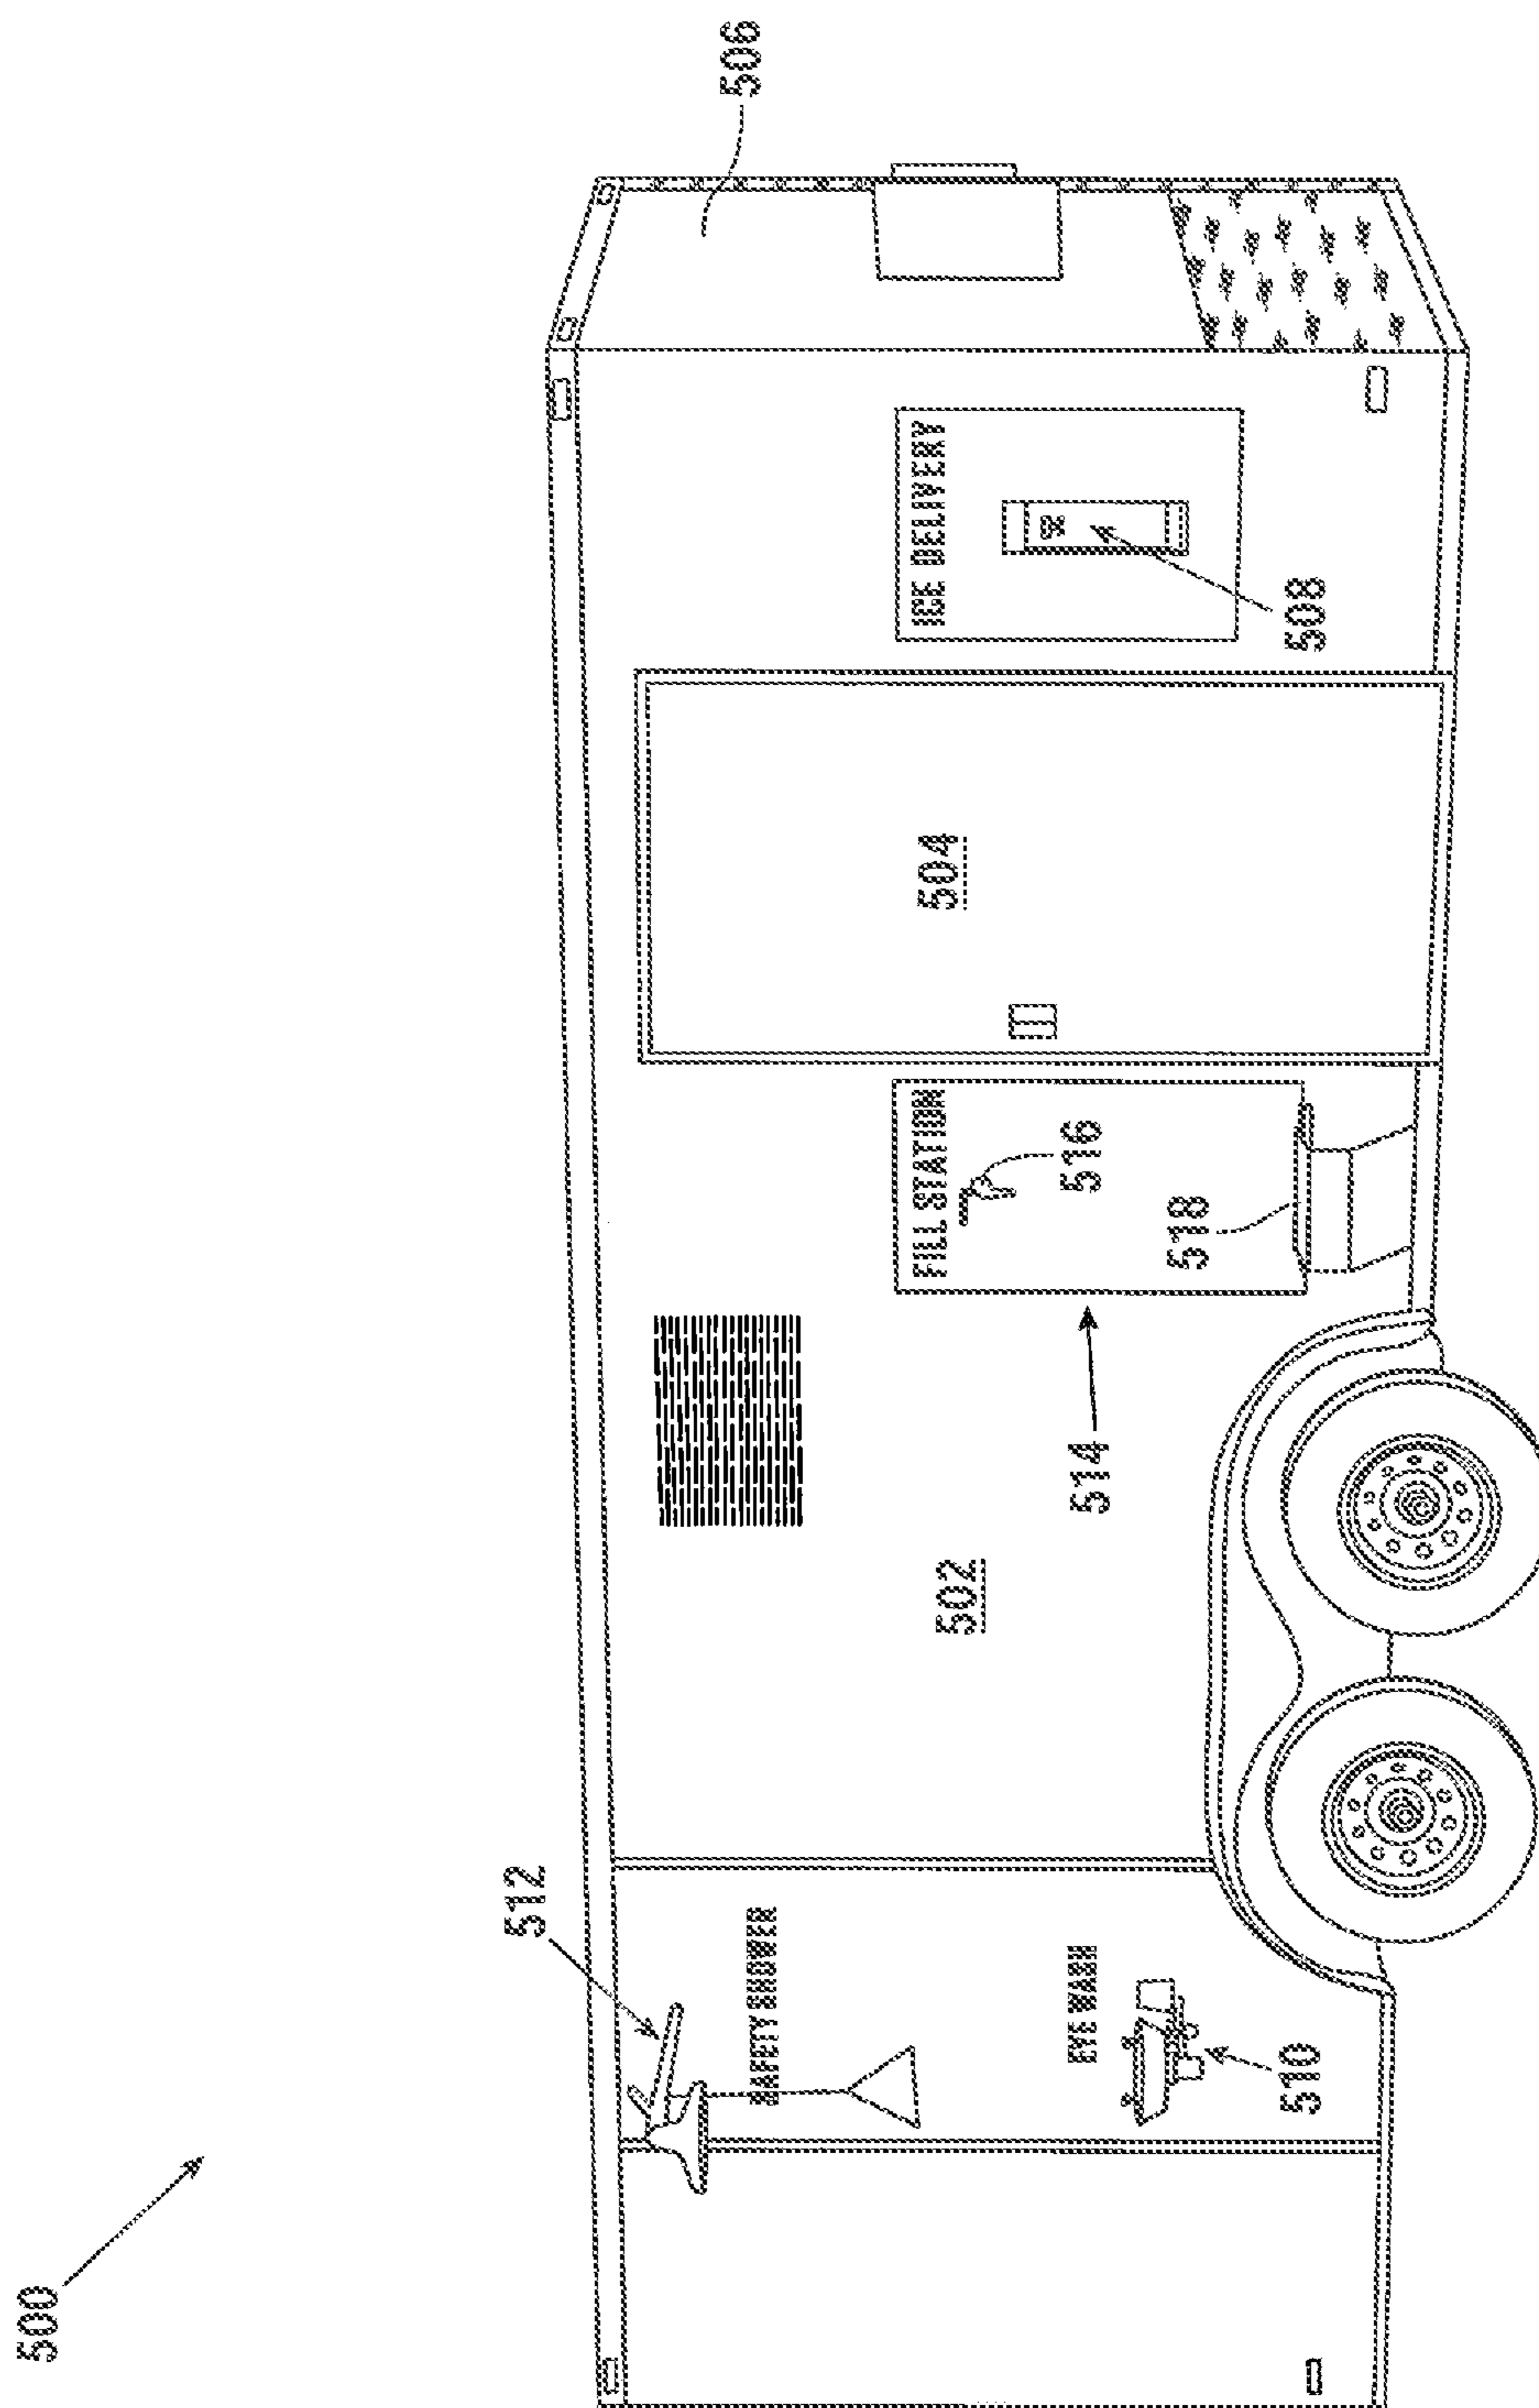 500
512
506
SAFETY SHOWER
FILL STATION
ICE DELIVERY
504
502
516
EYE WASH
514
518
510
508